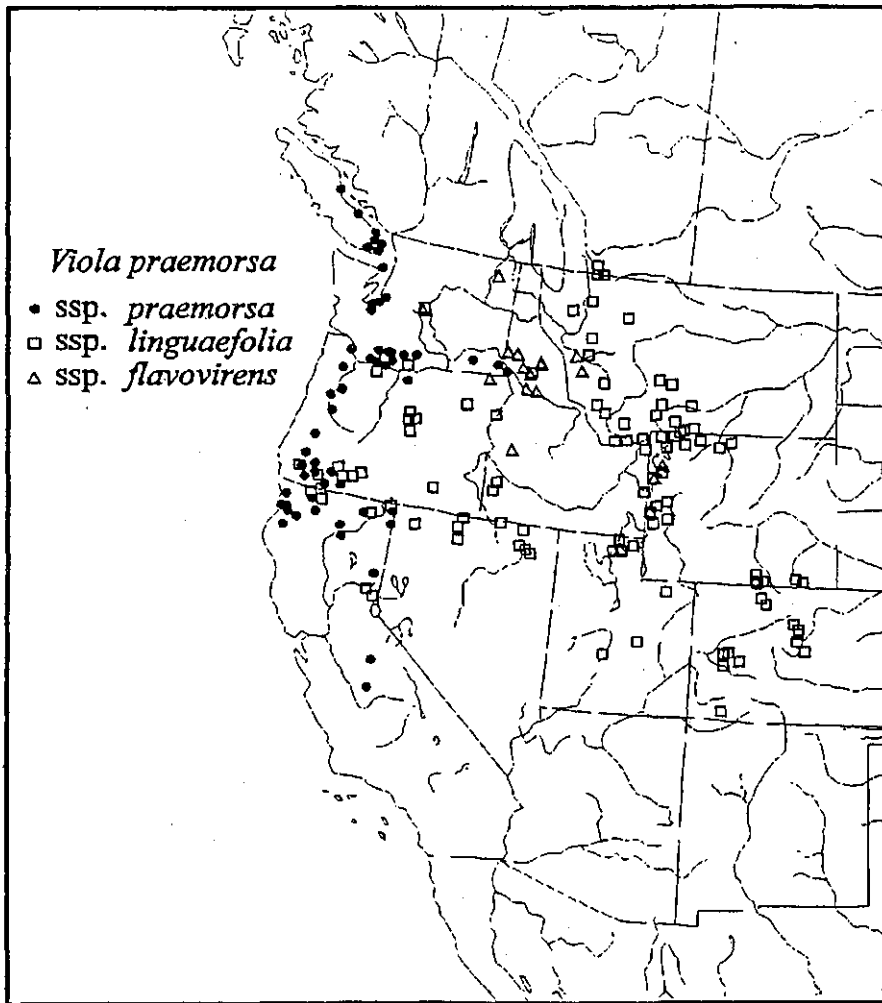 Viola praemorsa
ssp. praemorsa
ssp. linguaefolia
ssp. flavovirens